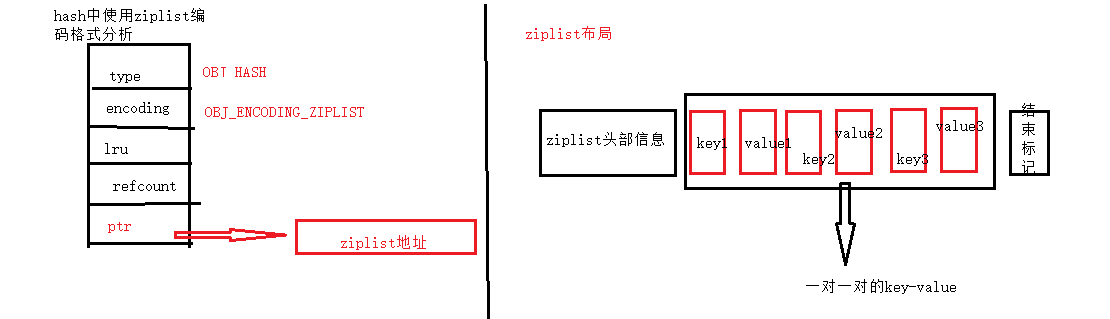 hash中使用ziplist编
码格式分析
type
OBJ HASH
encoding
OBJ_ENCODING_ZIPLIST
lru
refcount
ptr
ziplist地址
ziplist布局
ziplist头部信息
key1
value1
key2
value2
key3
value3
结
束
标
记
一对一对的key-value